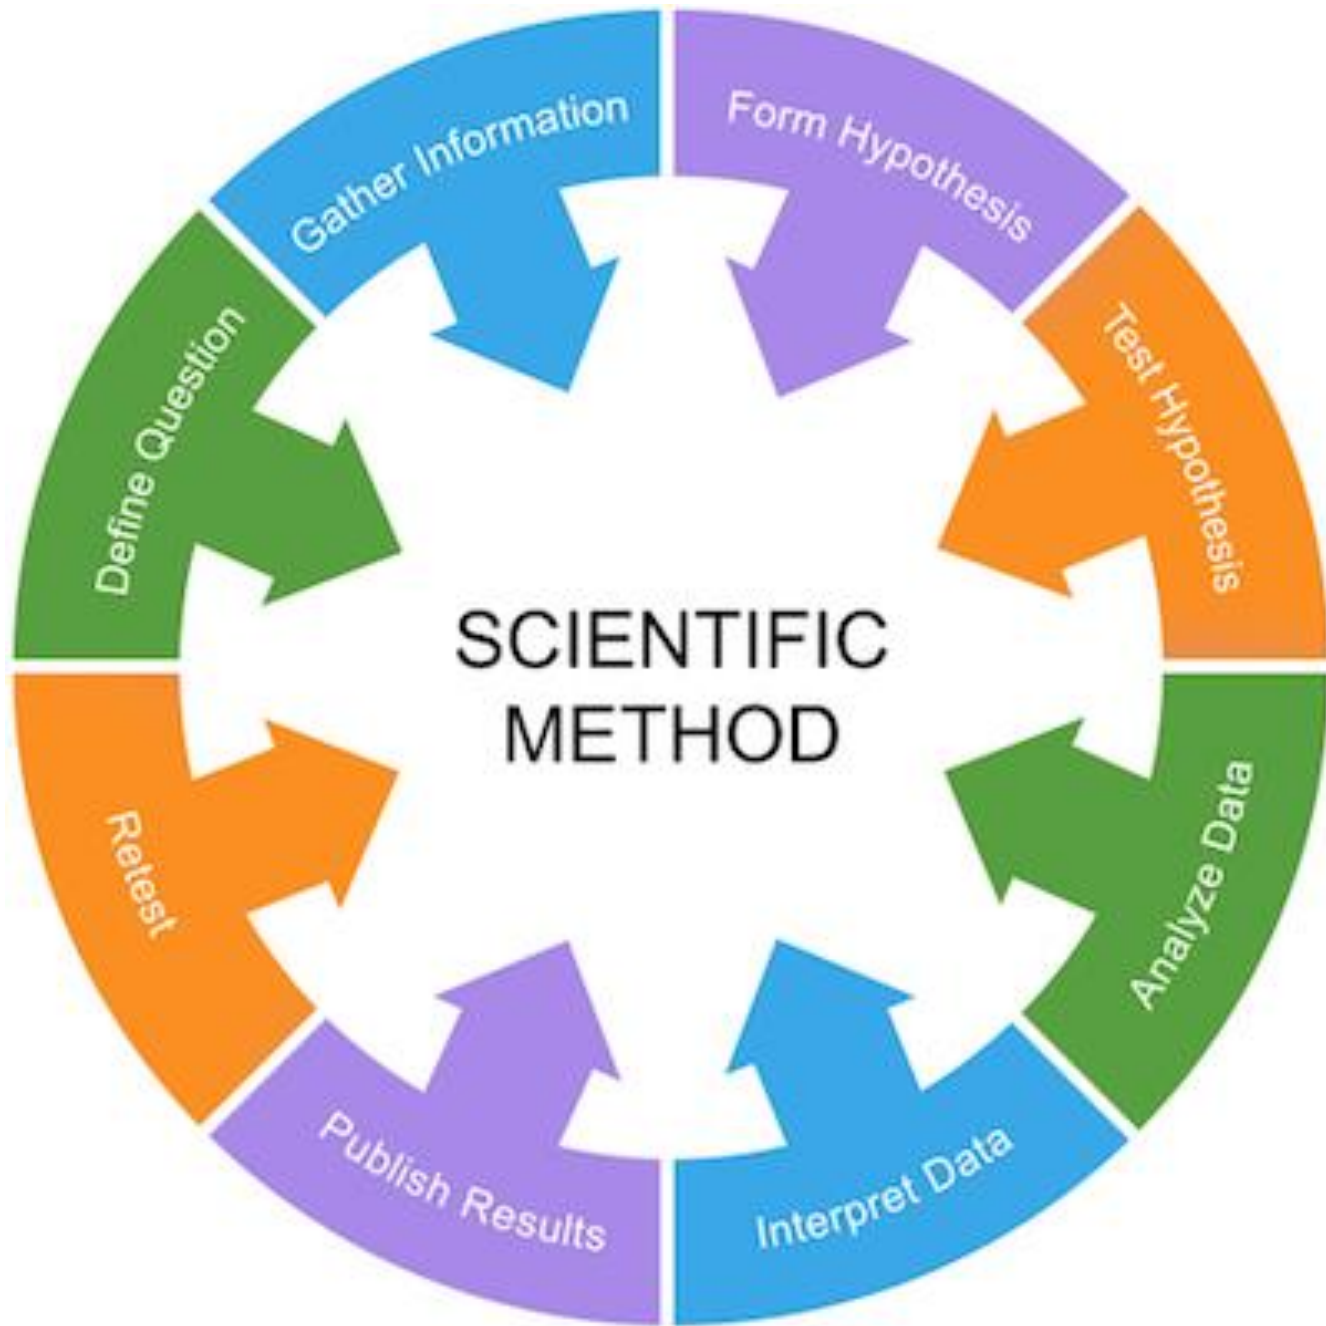 Define Question
Gather Information
Form Hypothesis
Test Hypothesis
Analyze Data
Interpret Data
Publish Results
Retest
SCIENTIFIC
METHOD